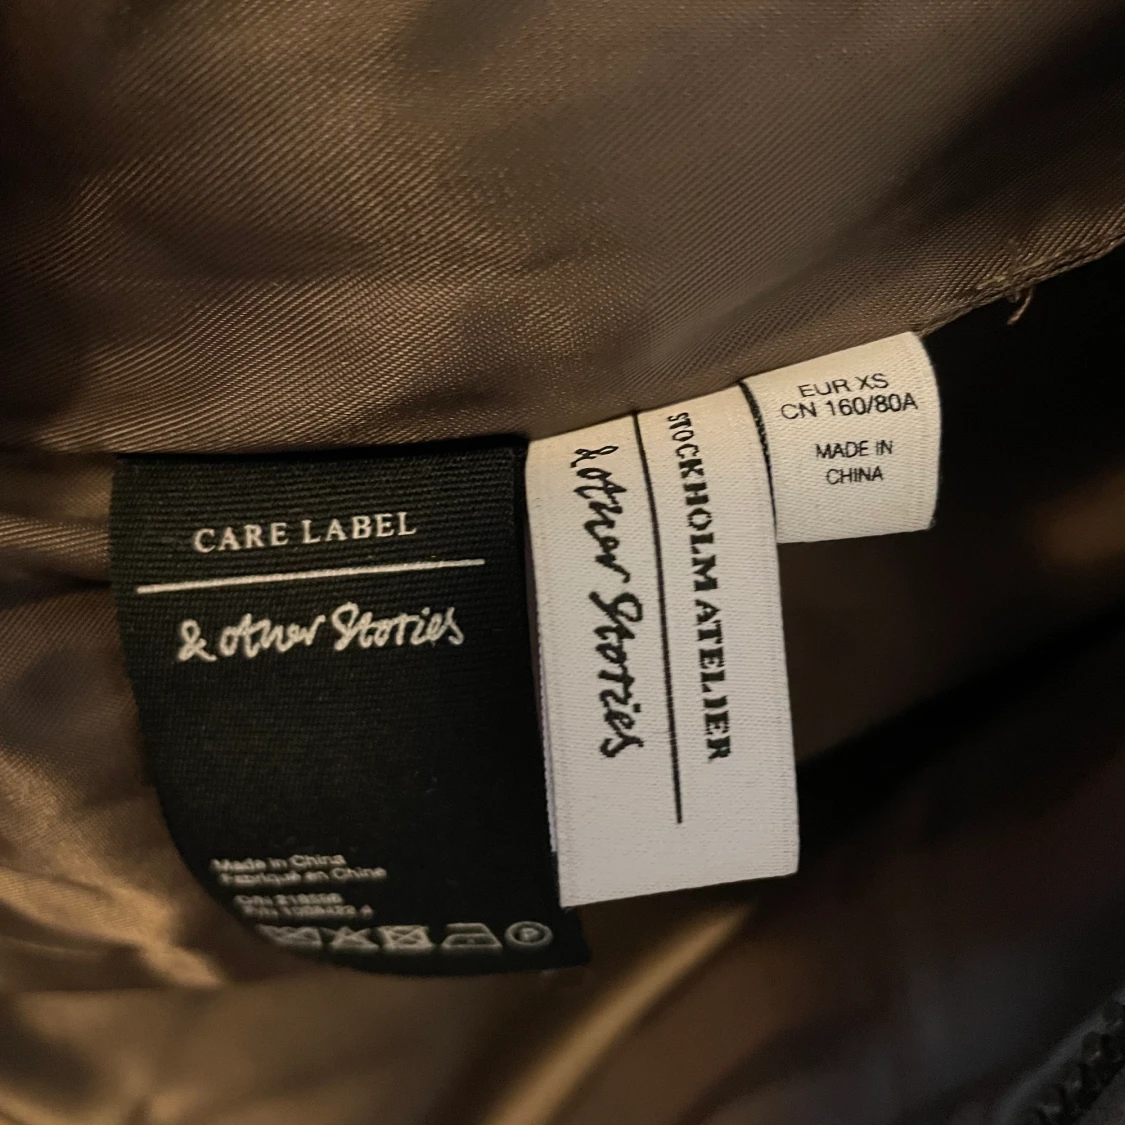 CARE LABEL
& other Stories
Made in China
Fabriqué en Chine
& other Stories
STOCKHOLM ATELIER
EUR XS
CN 160/80A
MADE IN
CHINA